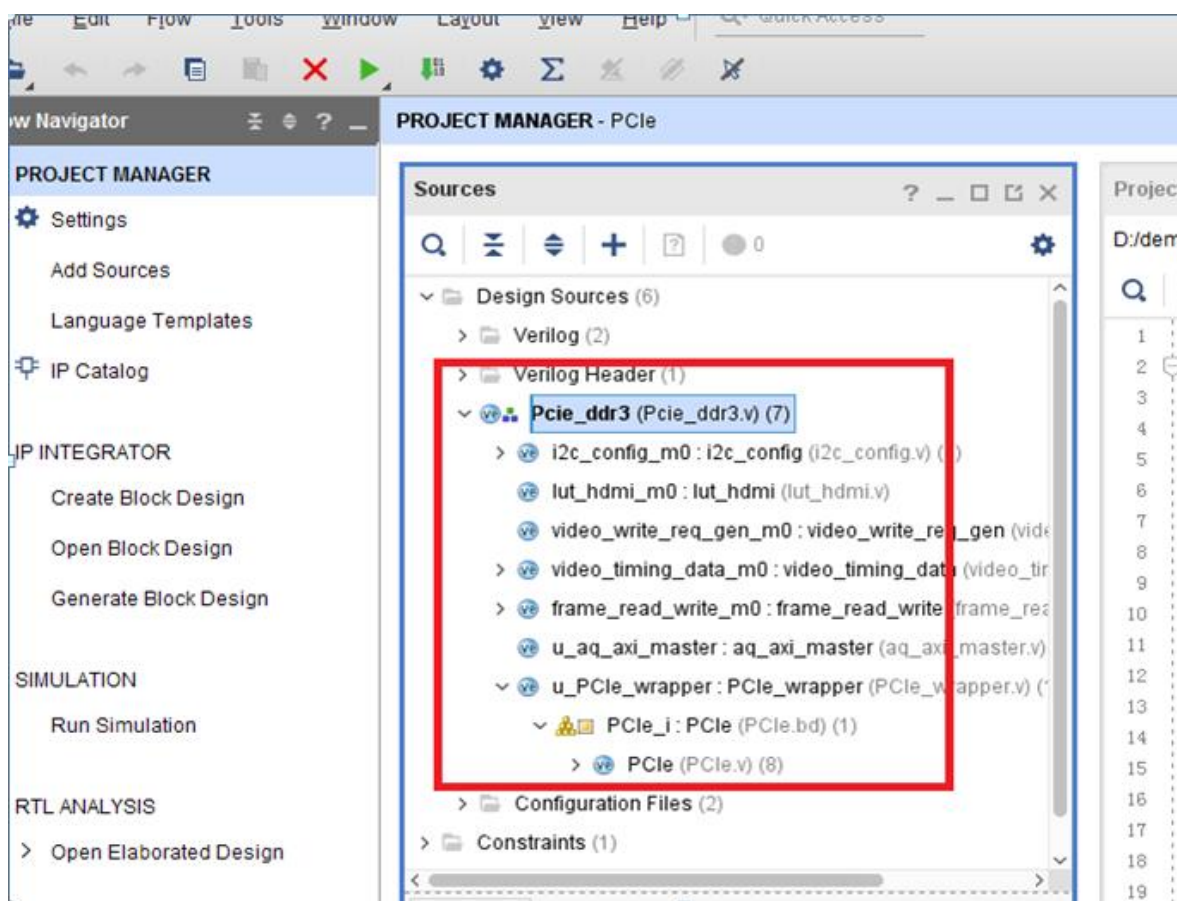 Edit Flow Tools Window Layout View Help Quick Access
Navigator
PROJECT MANAGER - PCIe
PROJECT MANAGER
Settings
Add Sources
Language Templates
IP Catalog
IP INTEGRATOR
Create Block Design
Open Block Design
Generate Block Design
SIMULATION
Run Simulation
RTL ANALYSIS
Open Elaborated Design
Sources
0
Design Sources (6)
Verilog (2)
Verilog Header (1)
Pcie_ddr3 (Pcie_ddr3.v) (7)
i2c_config_m0 : i2c_config (i2c_config.v)
lut_hdmi_m0 : lut_hdmi (lut_hdmi.v)
video_write_req_gen_m0 : video_write_req_gen
video_timing_data_m0 : video_timing_data
frame_read_write_m0 : frame_read_write
u_aq_axi_master : aq_axi_master (aq_axi_master.v)
u_PCIe_wrapper : PCIe_wrapper (PCIe_wrapper.v)
PCIe_i : PCIe (PCIe.bd) (1)
PCIe (PCIe.v) (8)
Configuration Files (2)
Constraints (1)
Projec
D:/dem
1
2
3
4
5
6
7
8
9
10
11
12
13
14
15
16
17
18
19